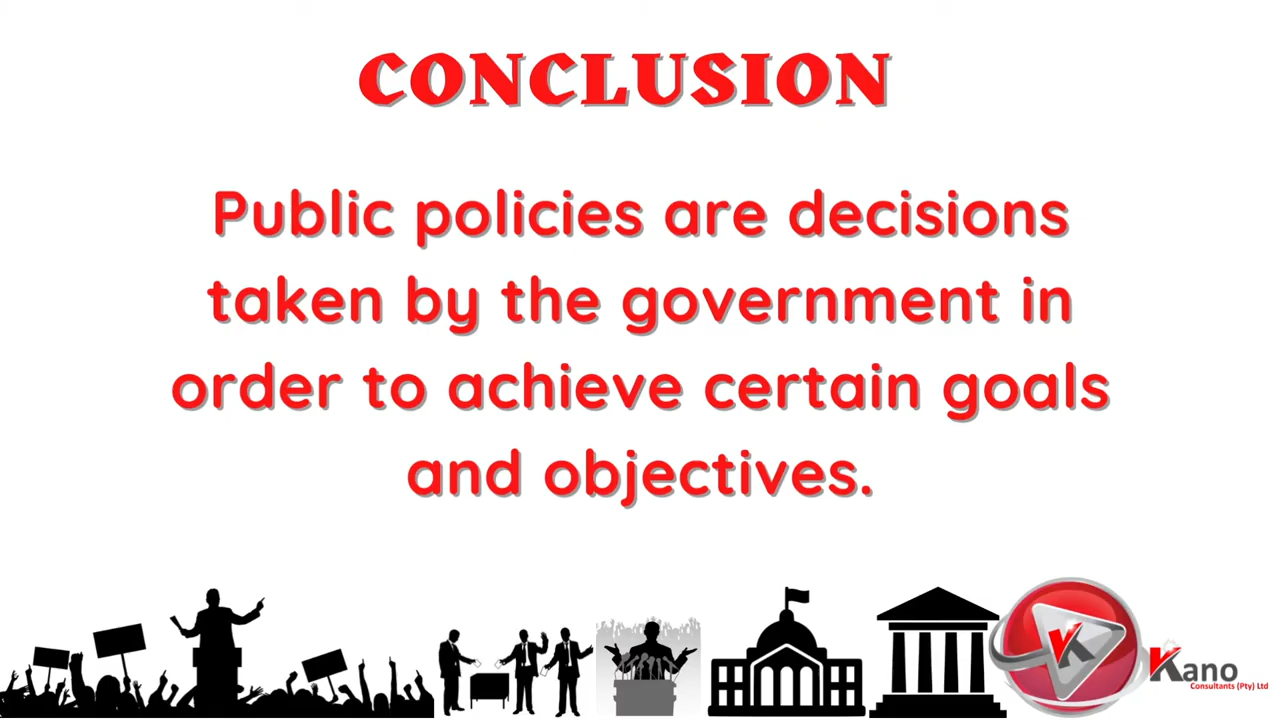 CONCLUSION
Public policies are decisions
taken by the government in
order to achieve certain goals
and objectives.
K
Kano
Consultants (Pty) Ltd